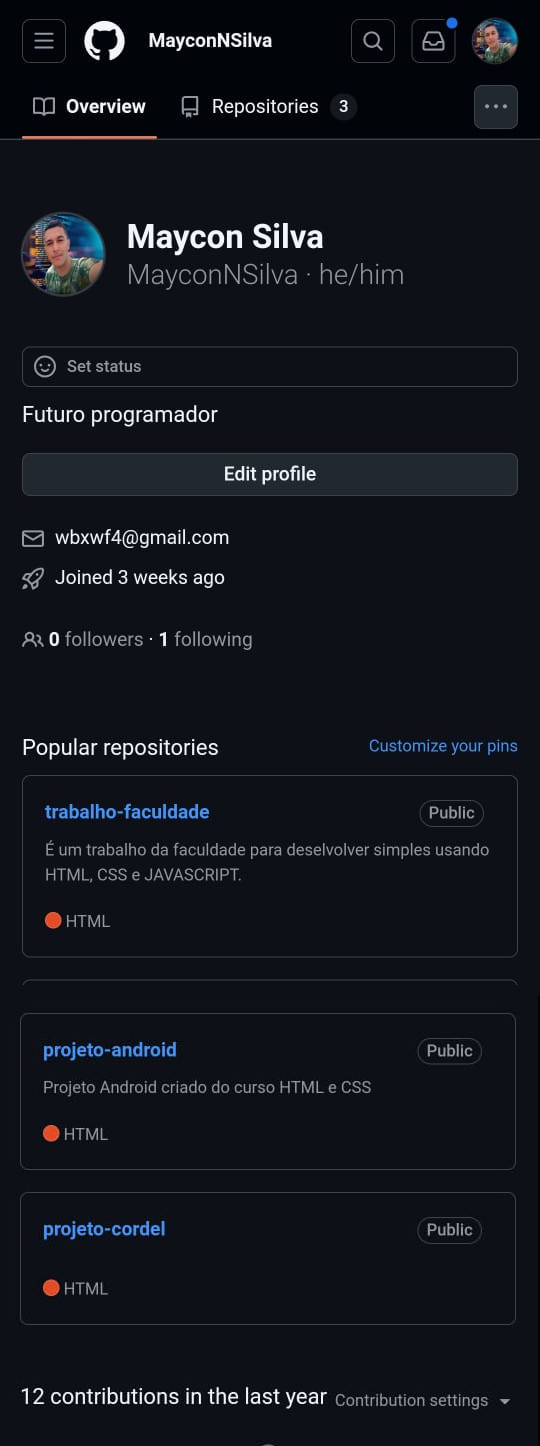 MayconNSilva
Overview
Repositories 3
Maycon Silva
MayconNSilva · he/him
Set status
Futuro programador
Edit profile
wbxwf4@gmail.com
Joined 3 weeks ago
0 followers · 1 following
Popular repositories
Customize your pins
trabalho-faculdade
Public
É um trabalho da faculdade para deselvolver simples usando
HTML, CSS e JAVASCRIPT.
HTML
projeto-android
Public
Projeto Android criado do curso HTML e CSS
HTML
projeto-cordel
Public
HTML
12 contributions in the last year
Contribution settings